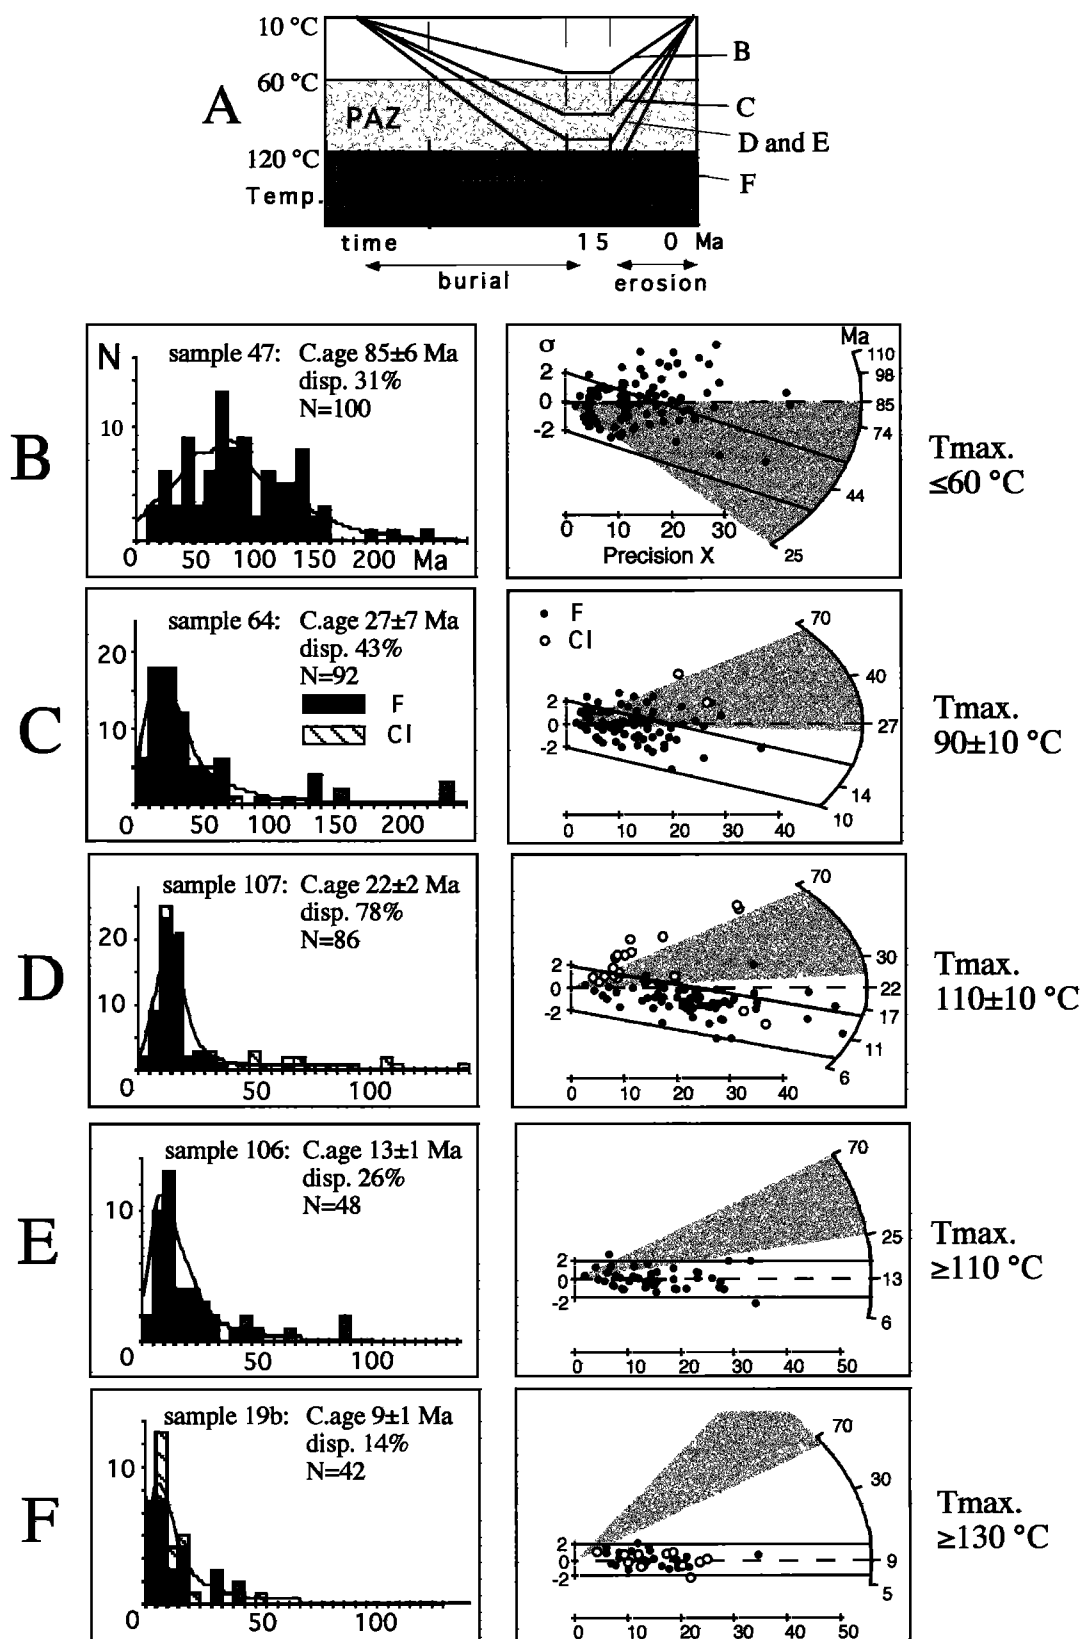 A
10 °C
60 °C
120 °C
Temp.
PAZ
B
C
D and E
F
time 15 0 Ma
burial erosion
B
N
sample 47: C.age 85±6 Ma
disp. 31%
N=100
10
0 50 100 150 200 Ma
σ
2
0
-2
Ma
110
98
85
74
44
25
0 10 20 30
Precision X
Tmax.
≤60 °C
C
sample 64: C.age 27±7 Ma
disp. 43%
N=92
F
Cl
20
10
0 50 100 150 200
F
Cl
2
0
-2
70
40
27
14
10
0 10 20 30 40
Tmax.
90±10 °C
D
sample 107: C.age 22±2 Ma
disp. 78%
N=86
20
10
0 50 100
2
0
-2
70
30
22
17
11
6
0 10 20 30 40
Tmax.
110±10 °C
E
sample 106: C.age 13±1 Ma
disp. 26%
N=48
10
0 50 100
2
0
-2
70
25
13
6
0 10 20 30 40 50
Tmax.
≥110 °C
F
sample 19b: C.age 9±1 Ma
disp. 14%
N=42
10
0 50 100
2
0
-2
70
30
9
5
0 10 20 30 40 50
Tmax.
≥130 °C